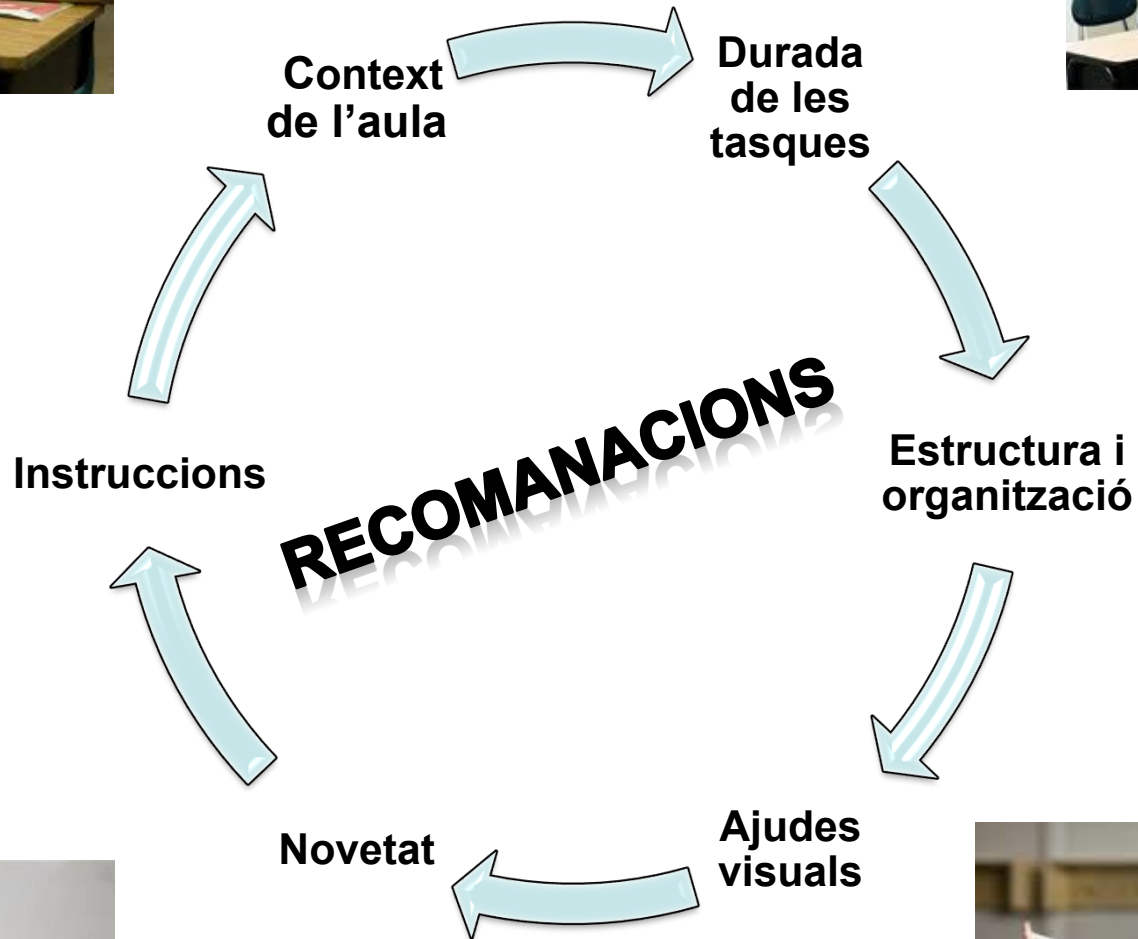 Context
de l’aula
Durada
de les
tasques
Estructura i
organització
Ajudes
visuals
Novetat
Instruccions
RECOMANACIONS